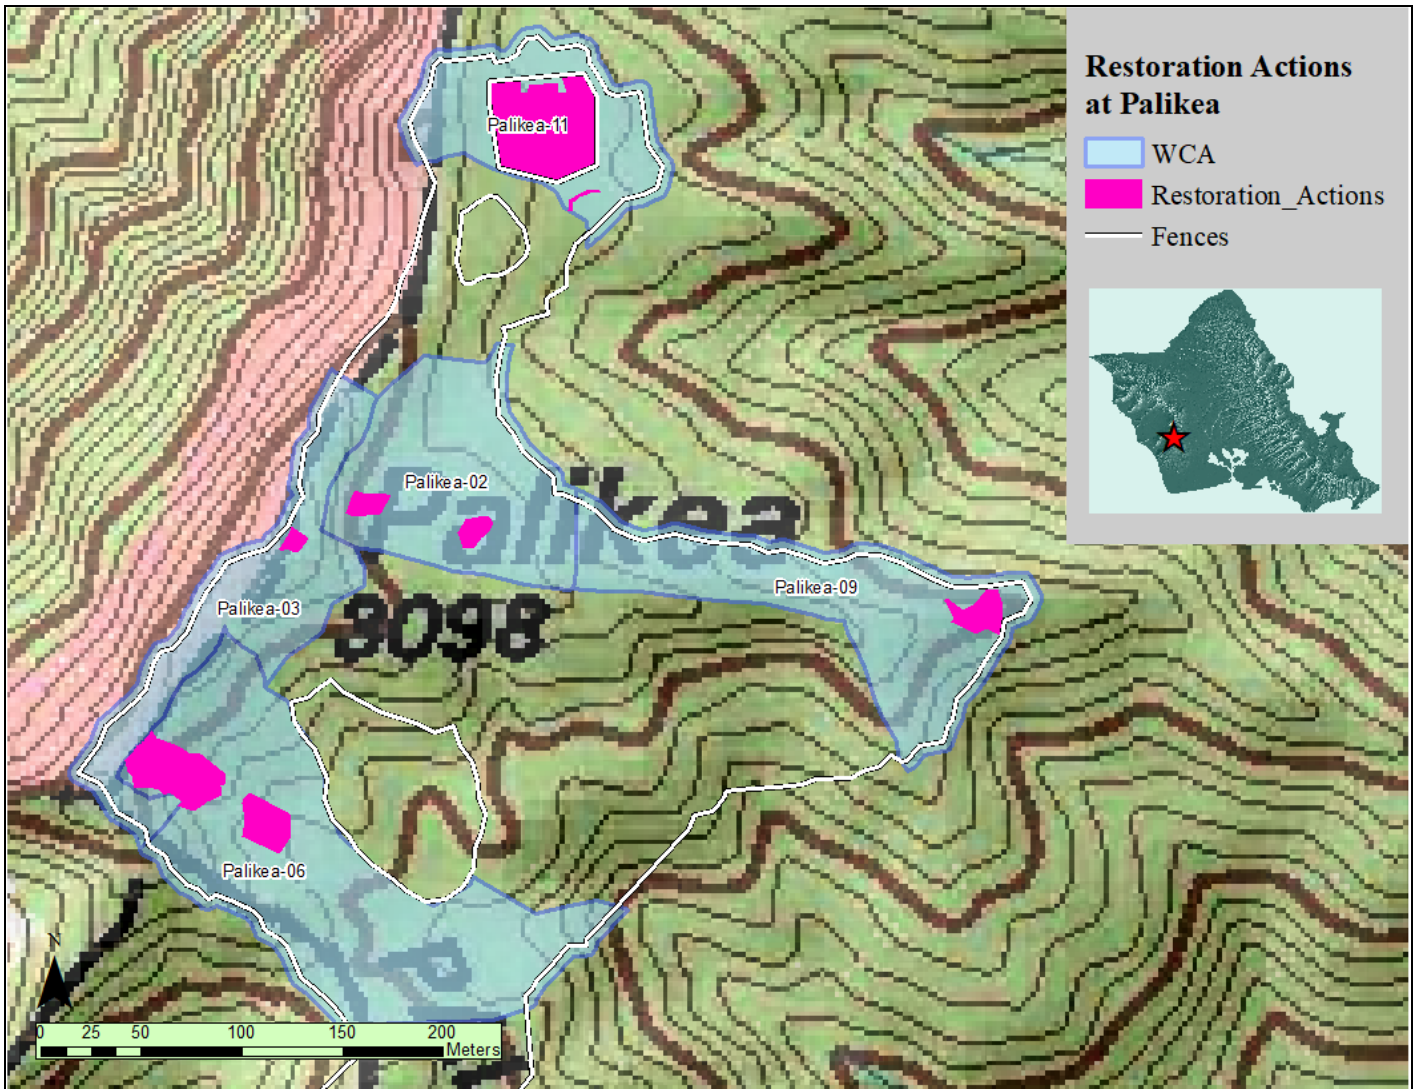 Restoration Actions
at Palikea
WCA
Restoration_Actions
Fences
Palikea-11
Palikea-02
Palikea
Palikea-09
Palikea-03
3098
Palikea-06
N
0 25 50 100 150 200
Meters